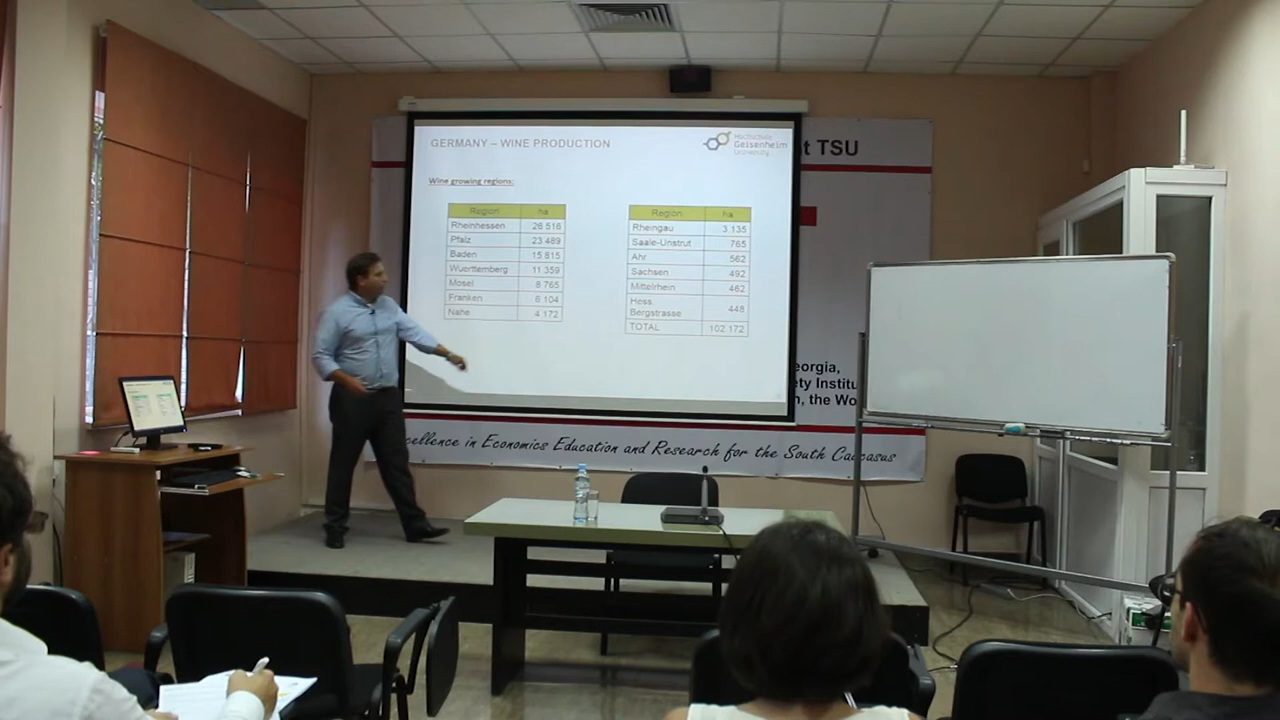 GERMANY – WINE PRODUCTION
Hochschule
Geisenheim
University
t TSU
Wine growing regions:
Region ha
Rheinhessen 26 516
Pfalz 23 489
Baden 15 815
Wuerttemberg 11 359
Mosel 8 765
Franken 6 104
Nahe 4 172
Region ha
Rheingau 3 135
Saale-Unstrut 765
Ahr 562
Sachsen 492
Mittelrhein 462
Hess.
Bergstrasse 448
TOTAL 102 172
eorgia,
ety Institu
n, the Wo
cellence in Economics Education and Research for the South Caucasus